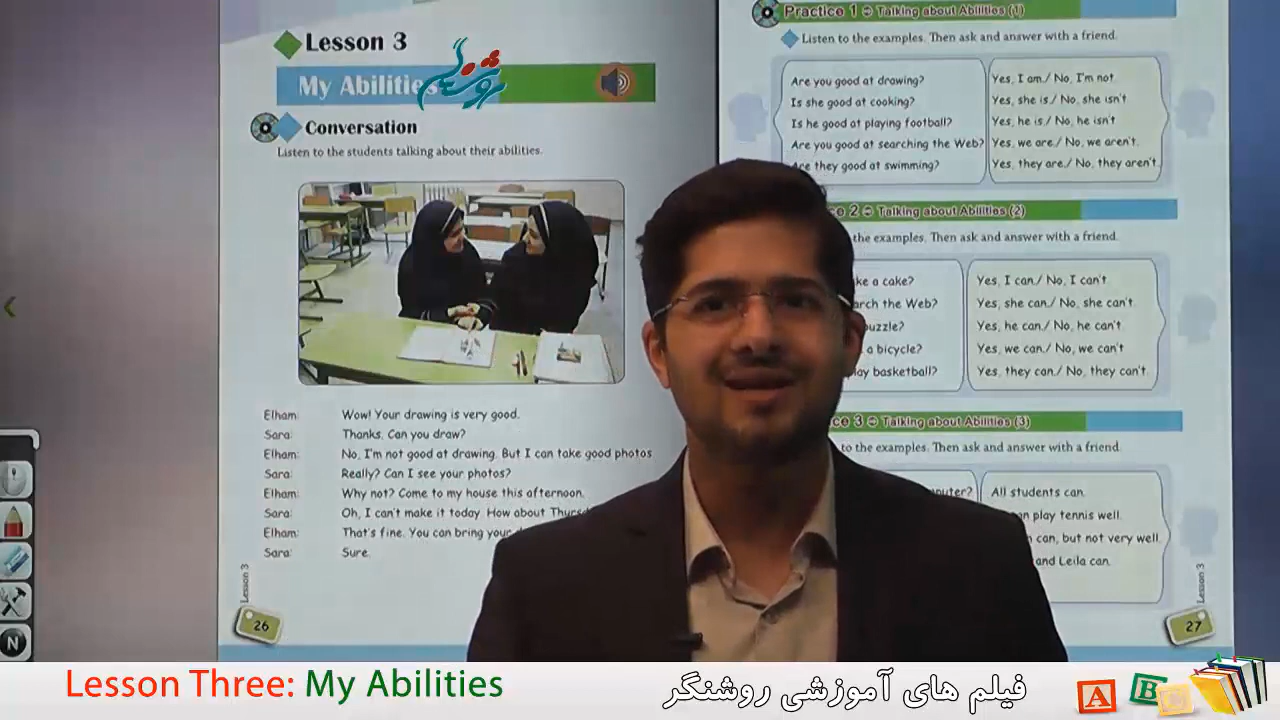 Lesson 3
My Abilities
Conversation
Listen to the students talking about their abilities.
Elham: Wow! Your drawing is very good.
Sara: Thanks. Can you draw?
Elham: No, I'm not good at drawing. But I can take good photos
Sara: Really? Can I see your photos?
Elham: Why not? Come to my house this afternoon.
Sara: Oh, I can't make it today. How about
Elham: That's fine. You can bring your
Sara: Sure.
Lesson 3
26
Practice 1 Talking about Abilities (1)
Listen to the examples. Then ask and answer with a friend.
Are you good at drawing? Yes, I am./ No, I'm not.
Is she good at cooking? Yes, she is./ No, she isn't
Is he good at playing football? Yes, he is./ No, he isn't
Are you good at searching the Web? Yes, we are./ No, we aren't.
Are they good at swimming? Yes, they are./ No, they aren't.
2 Talking about Abilities (2)
the examples. Then ask and answer with a friend.
a cake? Yes, I can./ No, I can't
the Web? Yes, she can./ No, she can't.
Yes, he can./ No, he can't
a bicycle? Yes, we can./ No, we can't
basketball? Yes, they can./ No, they can't.
3 Talking about Abilities (3)
to the examples. Then ask and answer with a friend.
All students can.
play tennis well.
can, but not very well.
and Leila can.
Lesson 3
27
N
Lesson Three: My Abilities
فیلم های آموزشی روشنگر
A B